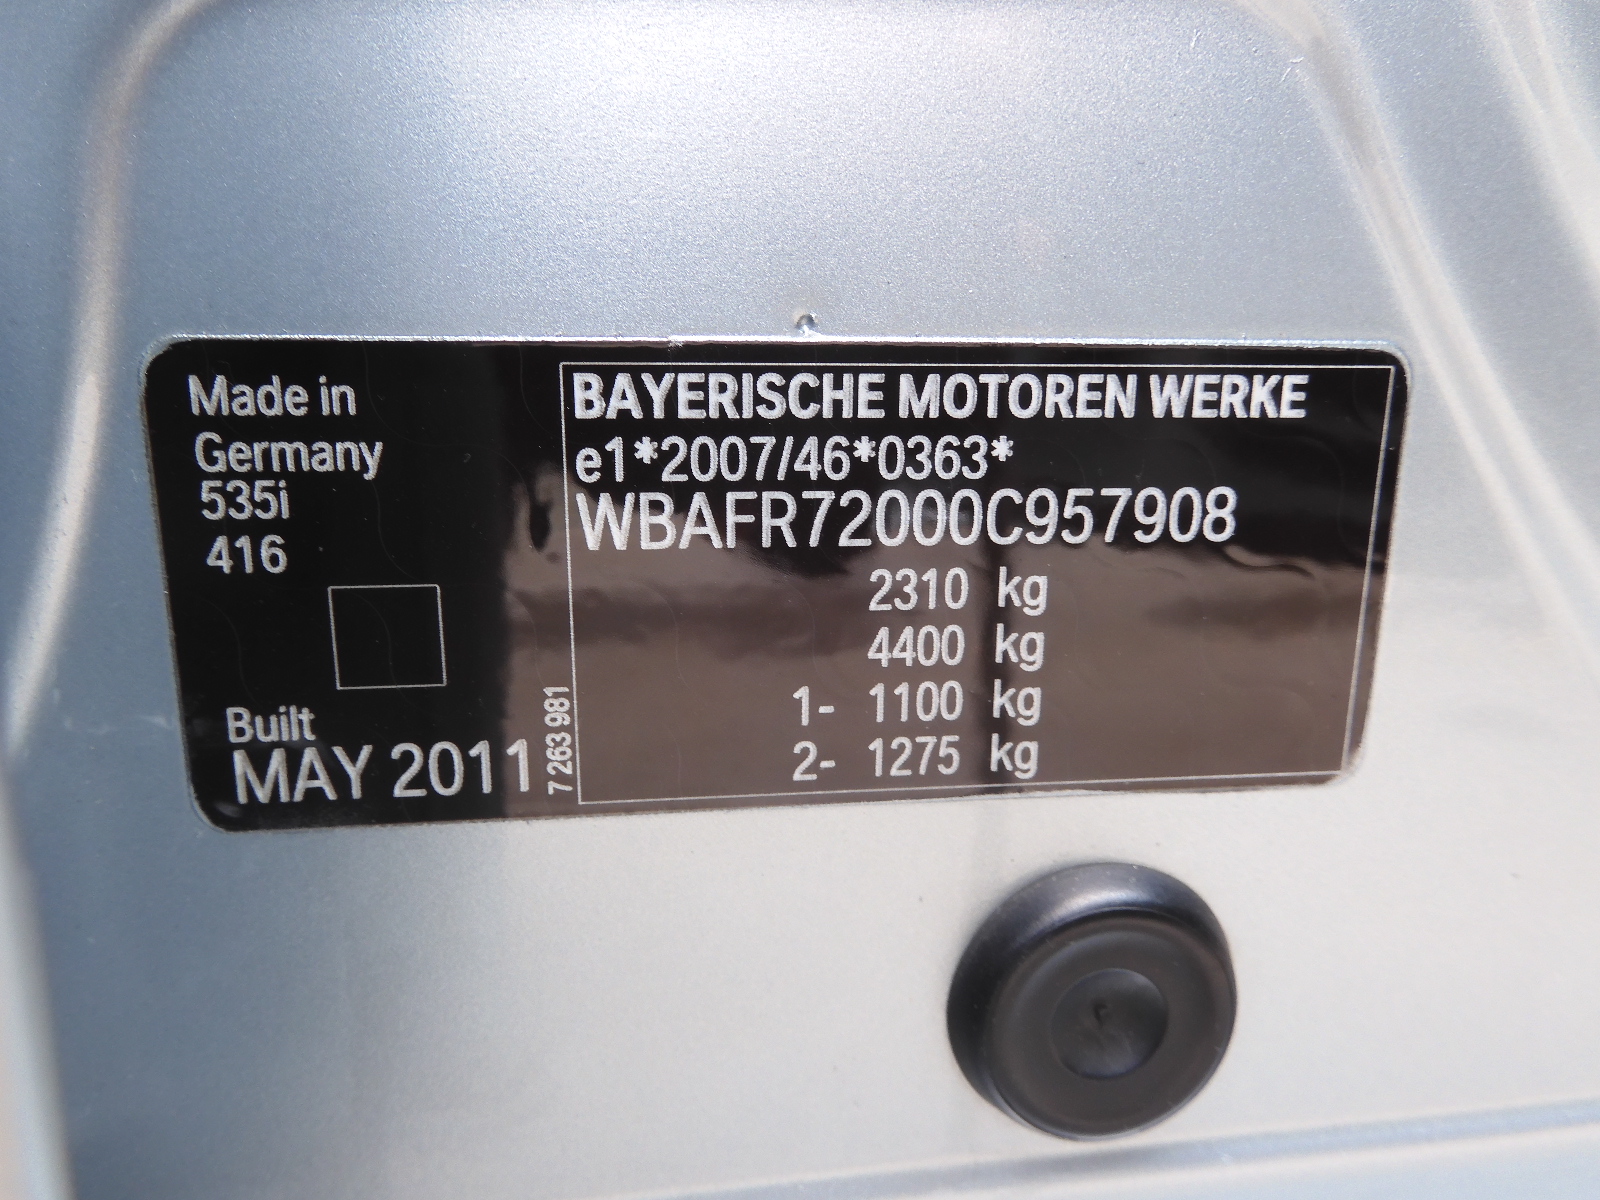 Made in
Germany
535i
416
Built
MAY 2011
7 263 981
BAYERISCHE MOTOREN WERKE
e1*2007/46*0363*
WBAFR72000C957908
2310 kg
4400 kg
1- 1100 kg
2- 1275 kg